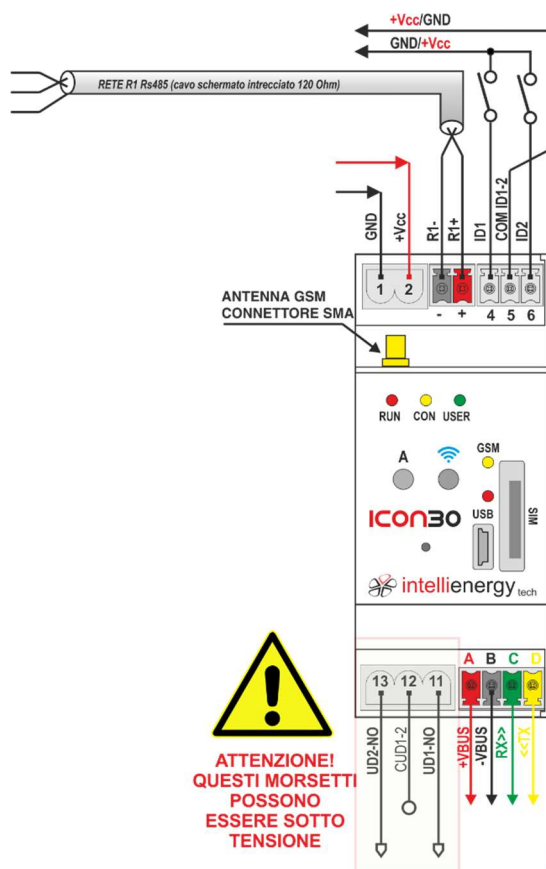 +Vcc/GND
GND/+Vcc
RETE R1 Rs485 (cavo schermato intrecciato 120 Ohm)
GND
+Vcc
R1-
R1+
ID1
COM ID1-2
ID2
1 2 - + 4 5 6
ANTENNA GSM
CONNETTORE SMA
RUN CON USER
A
GSM
USB
SIM
ICON30
intellienergy tech
A B C D
13 12 11
UD2-NO
CUD1-2
UD1-NO
+VBUS
-VBUS
RX>>
<<TX
ATTENZIONE!
QUESTI MORSETTI
POSSONO
ESSERE SOTTO
TENSIONE